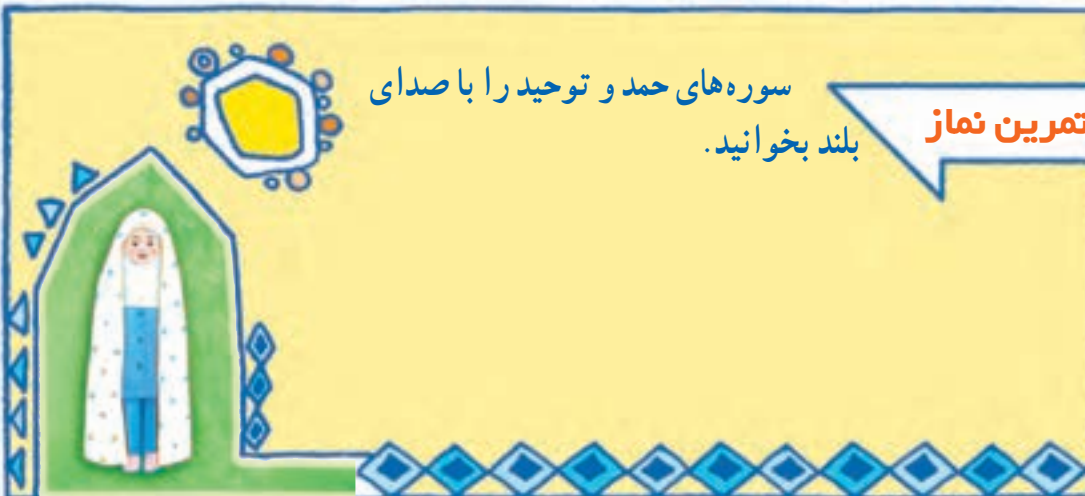 تمرین نماز
سوره‌های حمد و توحید را با صدای
بلند بخوانید.